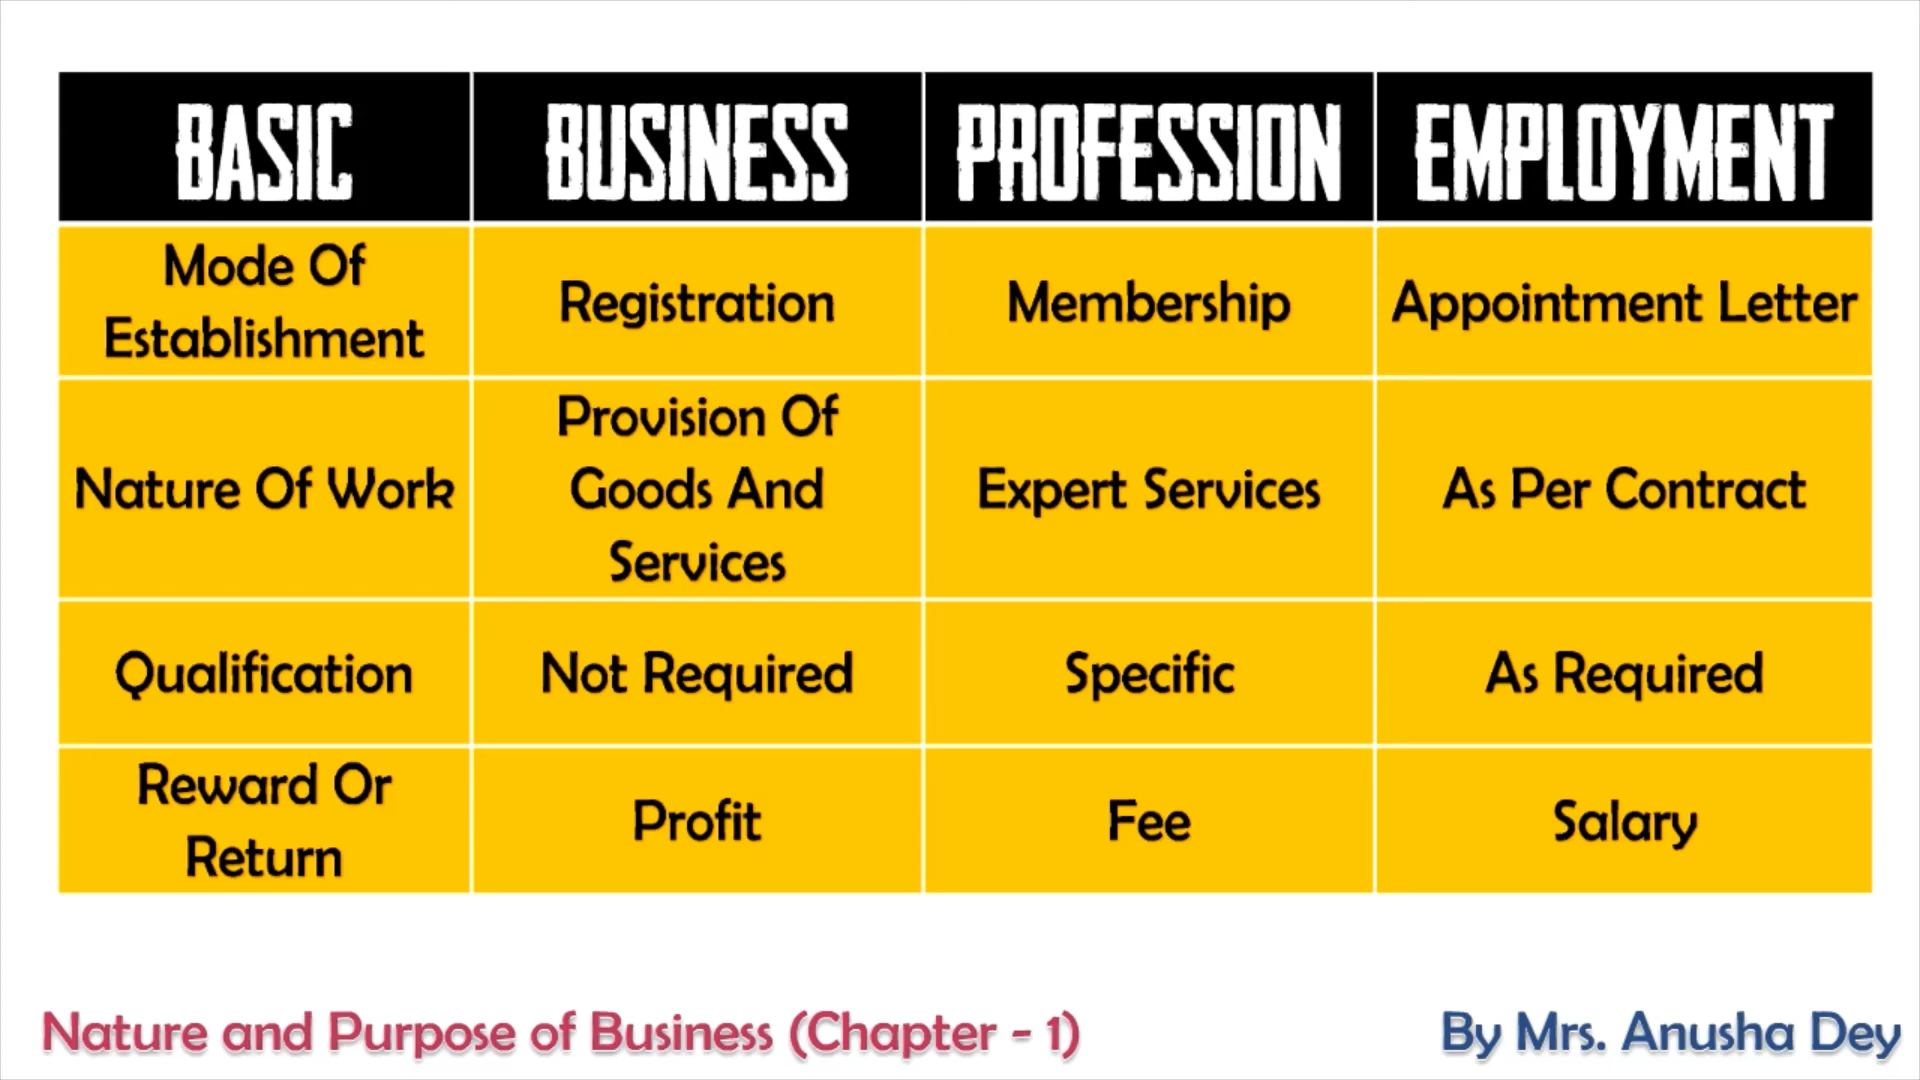 BASIC BUSINESS PROFESSION EMPLOYMENT
Mode Of
Establishment
Registration
Membership
Appointment Letter
Nature Of Work
Provision Of
Goods And
Services
Expert Services
As Per Contract
Qualification
Not Required
Specific
As Required
Reward Or
Return
Profit
Fee
Salary
Nature and Purpose of Business (Chapter - 1)
By Mrs. Anusha Dey